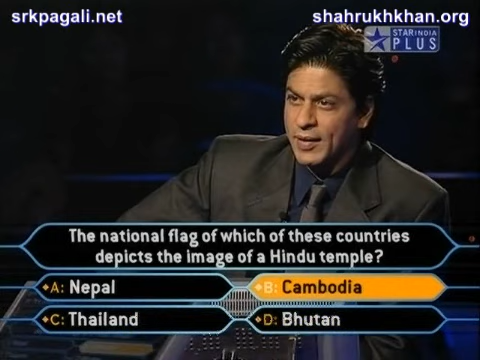 srkpagali.net
shahrukhkhan.org
STAR INDIA
PLUS
The national flag of which of these countries
depicts the image of a Hindu temple?
A: Nepal
B: Cambodia
C: Thailand
D: Bhutan